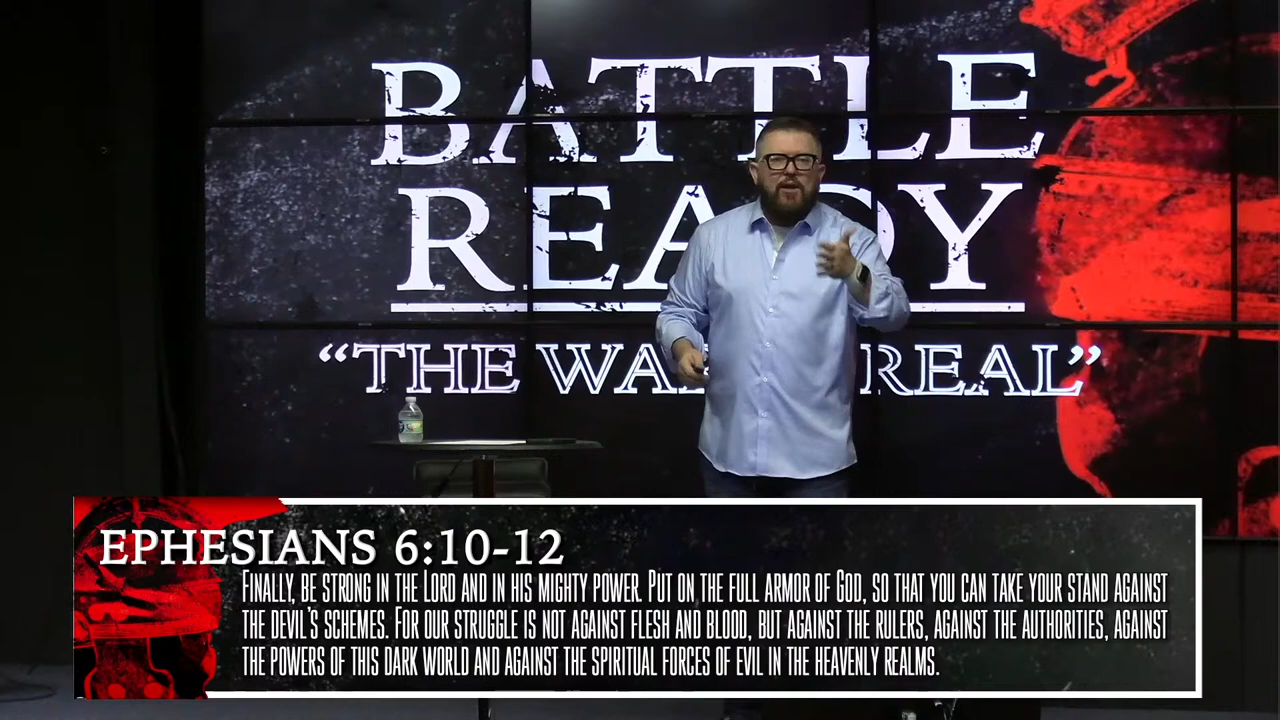 BATTLE
READY
“THE WAR REAL”
EPHESIANS 6:10-12
Finally, be strong in the Lord and in his mighty power. Put on the full armor of God, so that you can take your stand against
the devil's schemes. For our struggle is not against flesh and blood, but against the rulers, against the authorities, against
the powers of this dark world and against the spiritual forces of evil in the heavenly realms.